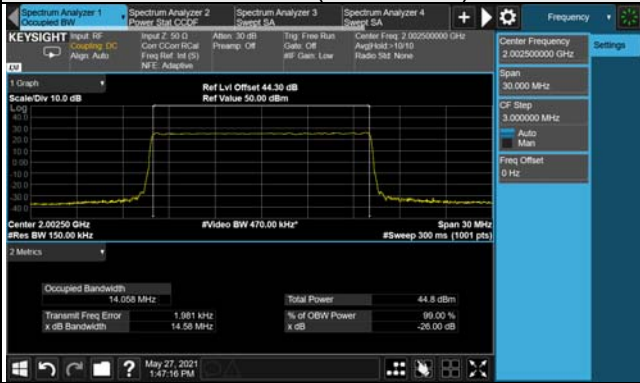 Spectrum Analyzer 1
Occupied BW
Spectrum Analyzer 2
Power Stat CCDF
Spectrum Analyzer 3
Swept SA
Spectrum Analyzer 4
Swept SA
Frequency
KEYSIGHT
Input: RF
Coupling: DC
Align: Auto
Input Z: 50 Ω
Corr CCorr RCal
Freq Ref: Int (S)
NFE: Adaptive
Atten: 30 dB
Preamp: Off
Trig: Free Run
Gate: Off
#IF Gain: Low
Center Freq: 2.002500000 GHz
Avg|Hold:>10/10
Radio Std: None
LXI
1 Graph
Scale/Div 10.0 dB
Ref Lvl Offset 44.30 dB
Ref Value 50.00 dBm
Log
40.0
30.0
20.0
10.0
0.00
-10.0
-20.0
-30.0
-40.0
Center 2.00250 GHz
#Res BW 150.00 kHz
#Video BW 470.00 kHz*
Span 30 MHz
#Sweep 300 ms (1001 pts)
2 Metrics
Occupied Bandwidth
14.058 MHz
Transmit Freq Error
1.981 kHz
x dB Bandwidth
14.58 MHz
Total Power
44.8 dBm
% of OBW Power
99.00 %
x dB
-26.00 dB
Center Frequency
2.002500000 GHz
Settings
Span
30.000 MHz
CF Step
3.000000 MHz
Auto
Man
Freq Offset
0 Hz
May 27, 2021
1:47:16 PM